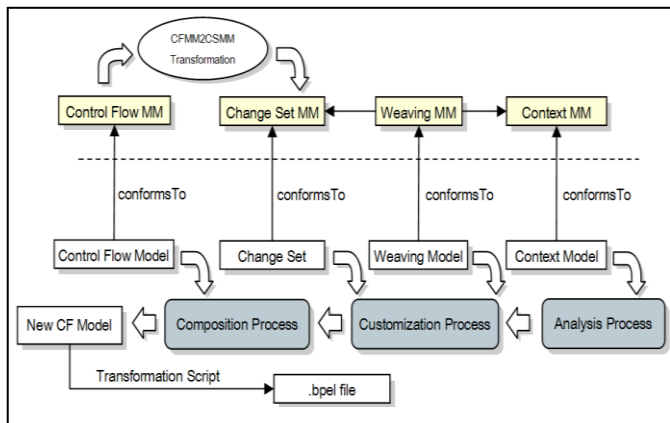 CFMM2CSMM
Transformation
Control Flow MM
Change Set MM
Weaving MM
Context MM
conformsTo
conformsTo
conformsTo
conformsTo
Control Flow Model
Change Set
Weaving Model
Context Model
New CF Model
Composition Process
Customization Process
Analysis Process
Transformation Script
.bpel file